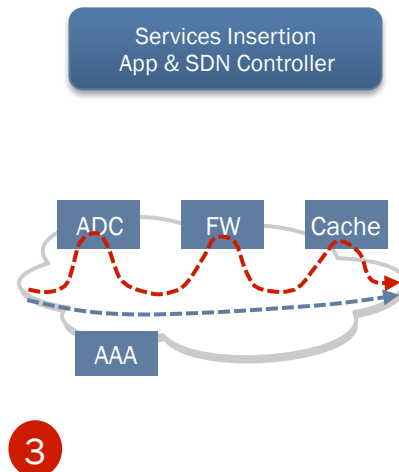 Services Insertion
App & SDN Controller
ADC
FW
Cache
AAA
3